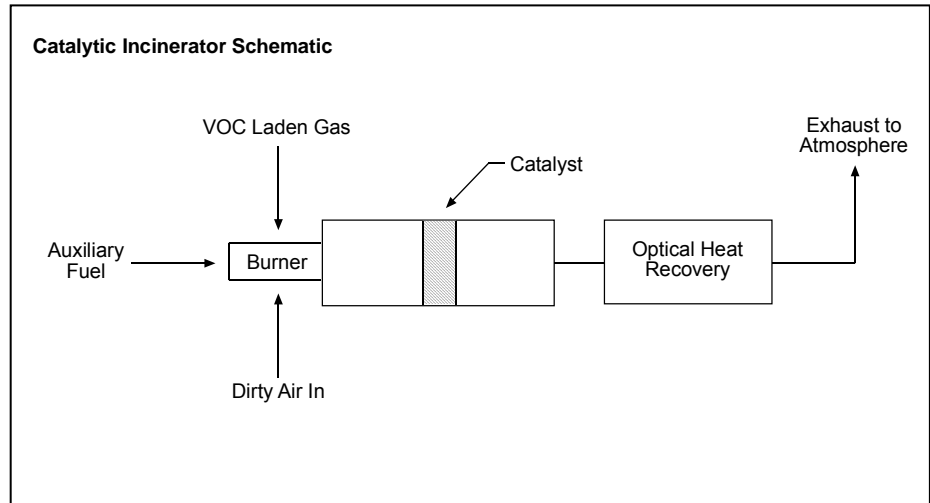 Catalytic Incinerator Schematic
VOC Laden Gas
Exhaust to
Atmosphere
Catalyst
Auxiliary
Fuel
Burner
Optical Heat
Recovery
Dirty Air In